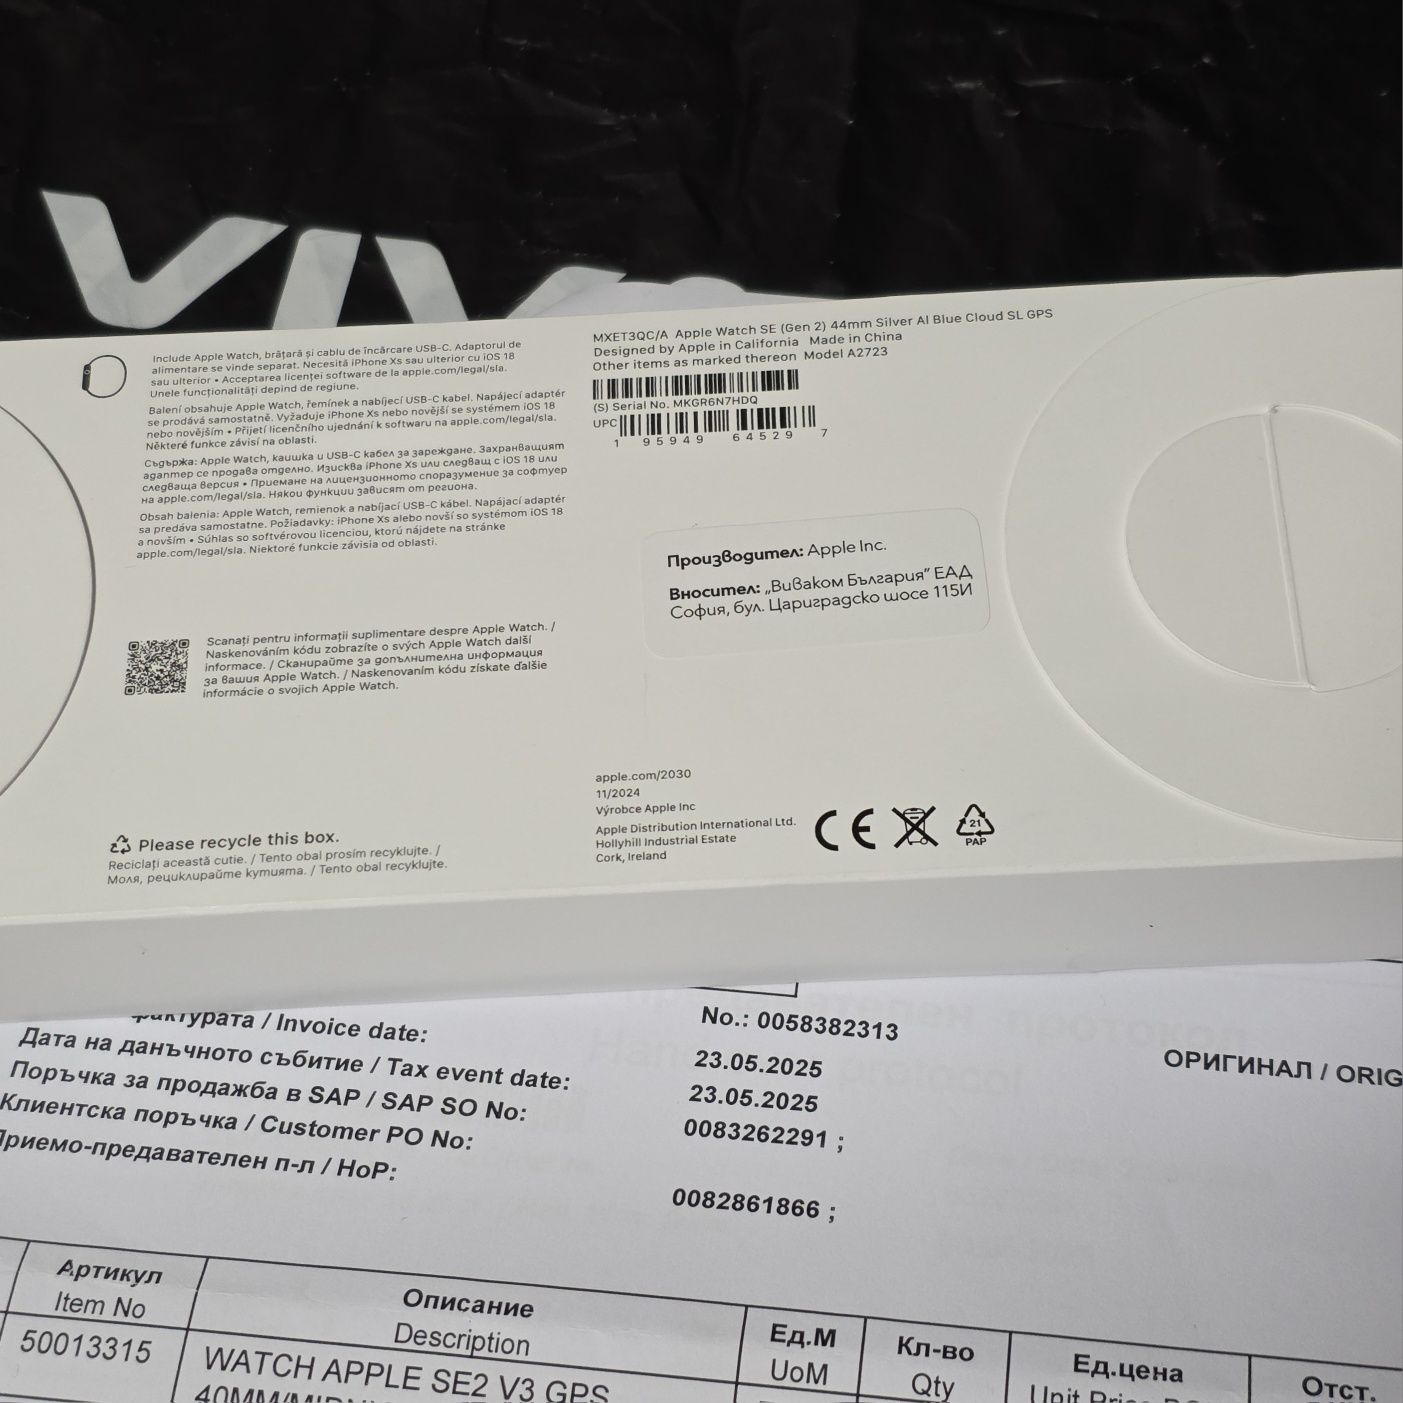 Include Apple Watch, brățară și cablu de încărcare USB-C. Adaptorul de
alimentare se vinde separat. Necesită iPhone Xs sau ulterior cu iOS 18
sau ulterior • Acceptarea licenței software de la apple.com/legal/sla.
Unele funcționalități depind de regiune.
Balení obsahuje Apple Watch, řemínek a nabíjecí USB-C kabel. Napájecí adaptér
se prodává samostatně. Vyžaduje iPhone Xs nebo novější se systémem iOS 18
nebo novějším • Přijetí licenčního ujednání k softwaru na apple.com/legal/sla.
Některé funkce závisí na oblasti.
Съдържа: Apple Watch, каишка и USB-C кабел за зареждане. Захранващият
адаптер се продава отделно. Изисква iPhone Xs или следващ с iOS 18 или
следваща версия • Приемане на лицензионното споразумение за софтуер
на apple.com/legal/sla. Някои функции зависят от региона.
Obsah balenia: Apple Watch, remienok a nabíjací USB-C kábel. Napájací adaptér
sa predáva samostatne. Požiadavky: iPhone Xs alebo novší so systémom iOS 18
a novším • Súhlas so softvérovou licenciou, ktorú nájdete na stránke
apple.com/legal/sla. Niektoré funkcie závisia od oblasti.
Scanați pentru informații suplimentare despre Apple Watch. /
Naskenováním kódu zobrazíte o svých Apple Watch další
informace. / Сканирайте за допълнителна информация
за вашия Apple Watch. / Naskenovaním kódu získate ďalšie
informácie o svojich Apple Watch.
Please recycle this box.
Reciclați această cutie. / Tento obal prosím recyklujte. /
Моля, рециклирайте кутията. / Tento obal recyklujte.
MXET3QC/A Apple Watch SE (Gen 2) 44mm Silver Al Blue Cloud SL GPS
Designed by Apple in California Made in China
Other items as marked thereon Model A2723
(S) Serial No. MKGR6N7HDQ
UPC
1 95949 64529 7
Производител: Apple Inc.
Вносител: „Виваком България” ЕАД
София, бул. Цариградско шосе 115И
apple.com/2030
11/2024
Výrobce Apple Inc
Apple Distribution International Ltd.
Hollyhill Industrial Estate
Cork, Ireland
CE
21
PAP
No.: 0058382313
фактурата / Invoice date: 23.05.2025
ОРИГИНАЛ / ORIG
Дата на данъчното събитие / Tax event date: 23.05.2025
Поръчка за продажба в SAP / SAP SO No: 0083262291 ;
Клиентска поръчка / Customer PO No:
Приемо-предавателен п-л / HoP: 0082861866 ;
Артикул Описание Ед.М Кл-во Ед.цена Отст.
Item No Description UoM Qty Unit
50013315 WATCH APPLE SE2 V3 GPS